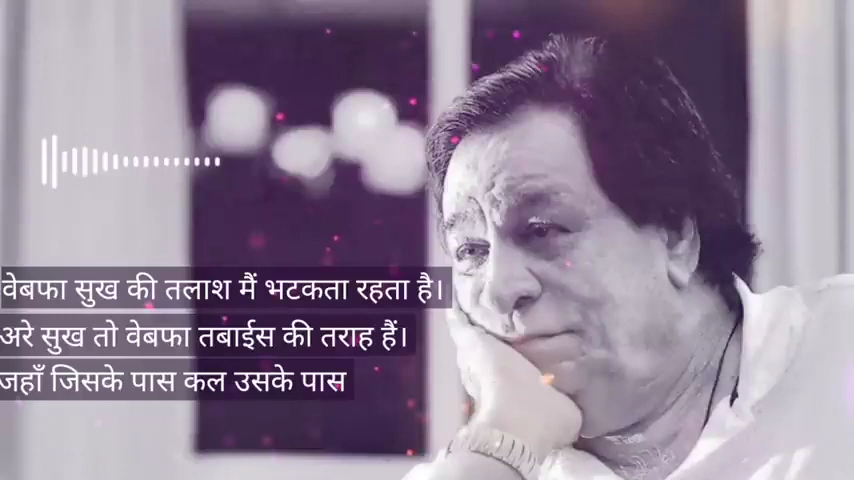 वेबफा सुख की तलाश मैं भटकता रहता है।
अरे सुख तो वेबफा तबाईस की तराह हैं।
जहाँ जिसके पास कल उसके पास